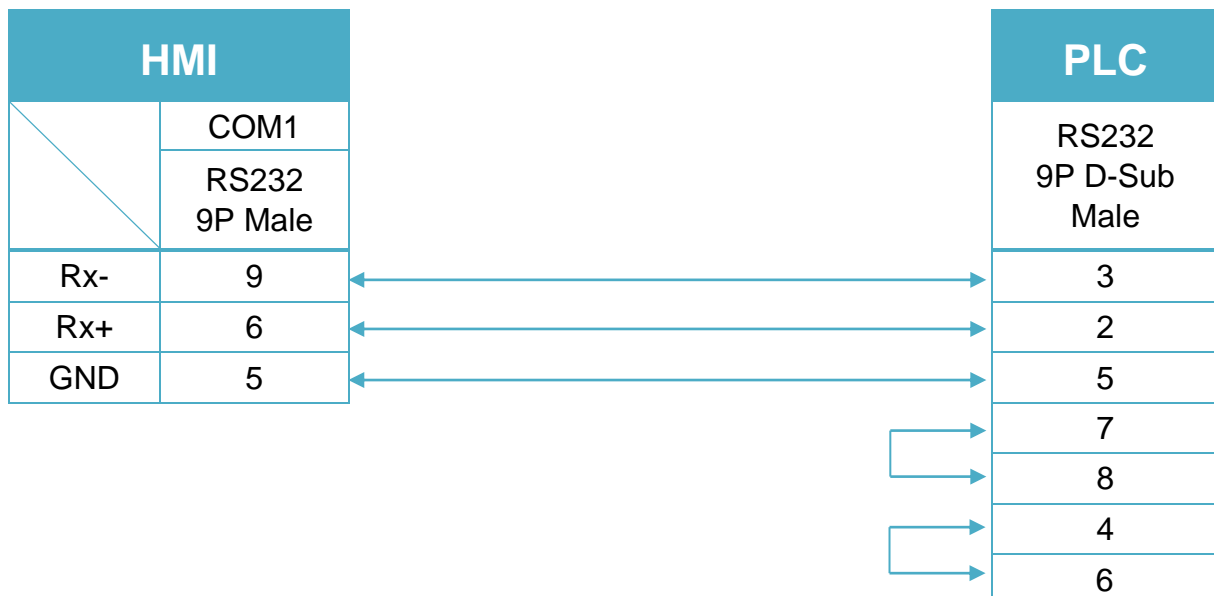 HMI
PLC
COM1
RS232
9P Male
RS232
9P D-Sub
Male
Rx- 9 3
Rx+ 6 2
GND 5 5
7
8
4
6